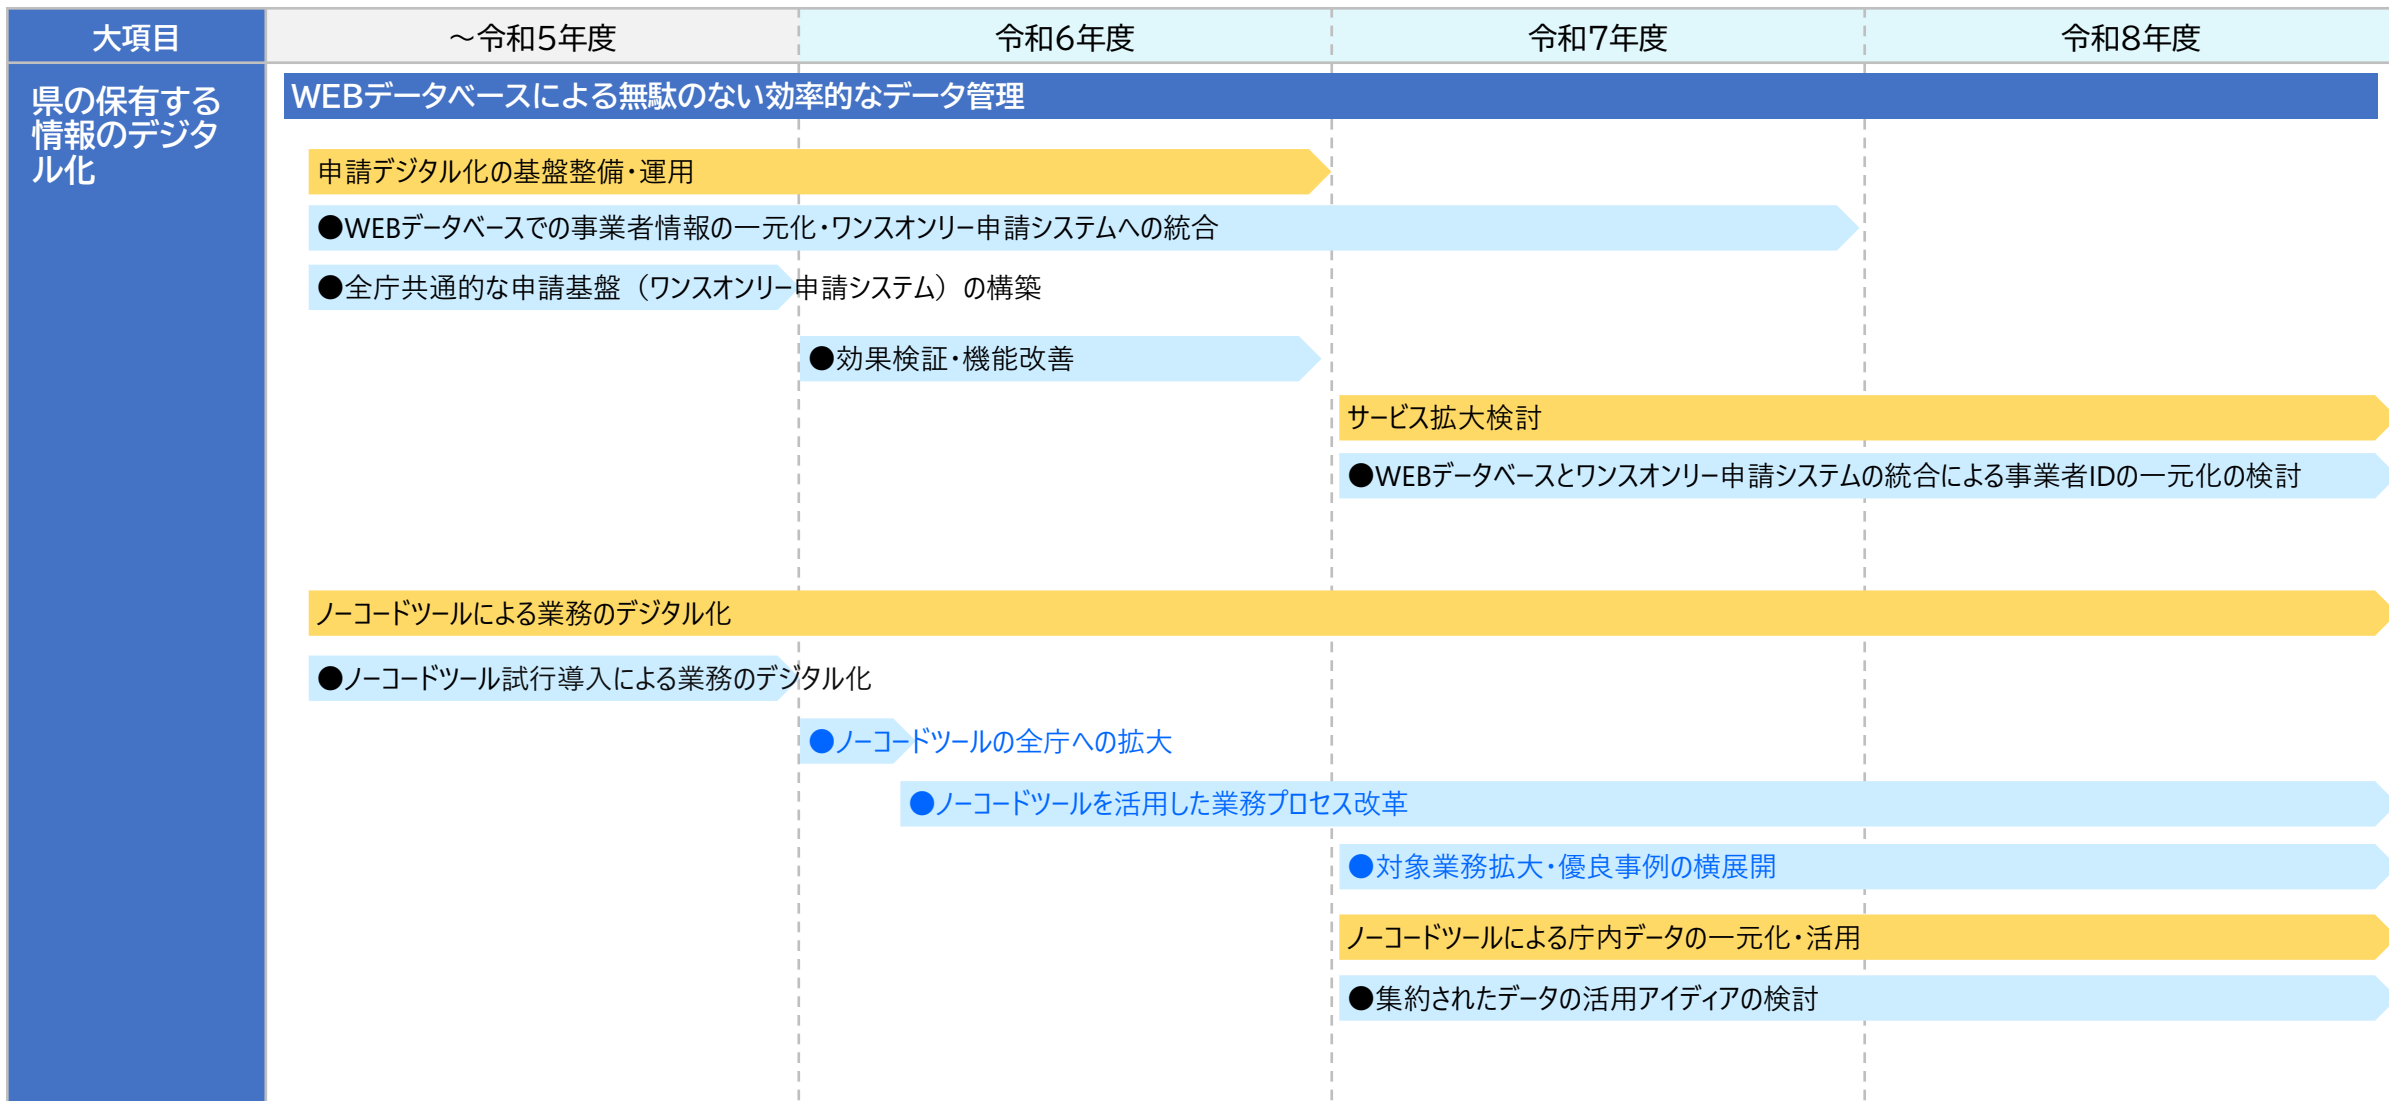 大項目
～令和5年度
令和6年度
令和7年度
令和8年度
県の保有する
情報のデジタ
ル化
WEBデータベースによる無駄のない効率的なデータ管理
申請デジタル化の基盤整備・運用
●WEBデータベースでの事業者情報の一元化・ワンスオンリー申請システムへの統合
●全庁共通的な申請基盤（ワンスオンリー申請システム）の構築
●効果検証・機能改善
サービス拡大検討
●WEBデータベースとワンスオンリー申請システムの統合による事業者IDの一元化の検討
ノーコードツールによる業務のデジタル化
●ノーコードツール試行導入による業務のデジタル化
●ノーコードツールの全庁への拡大
●ノーコードツールを活用した業務プロセス改革
●対象業務拡大・優良事例の横展開
ノーコードツールによる庁内データの一元化・活用
●集約されたデータの活用アイディアの検討